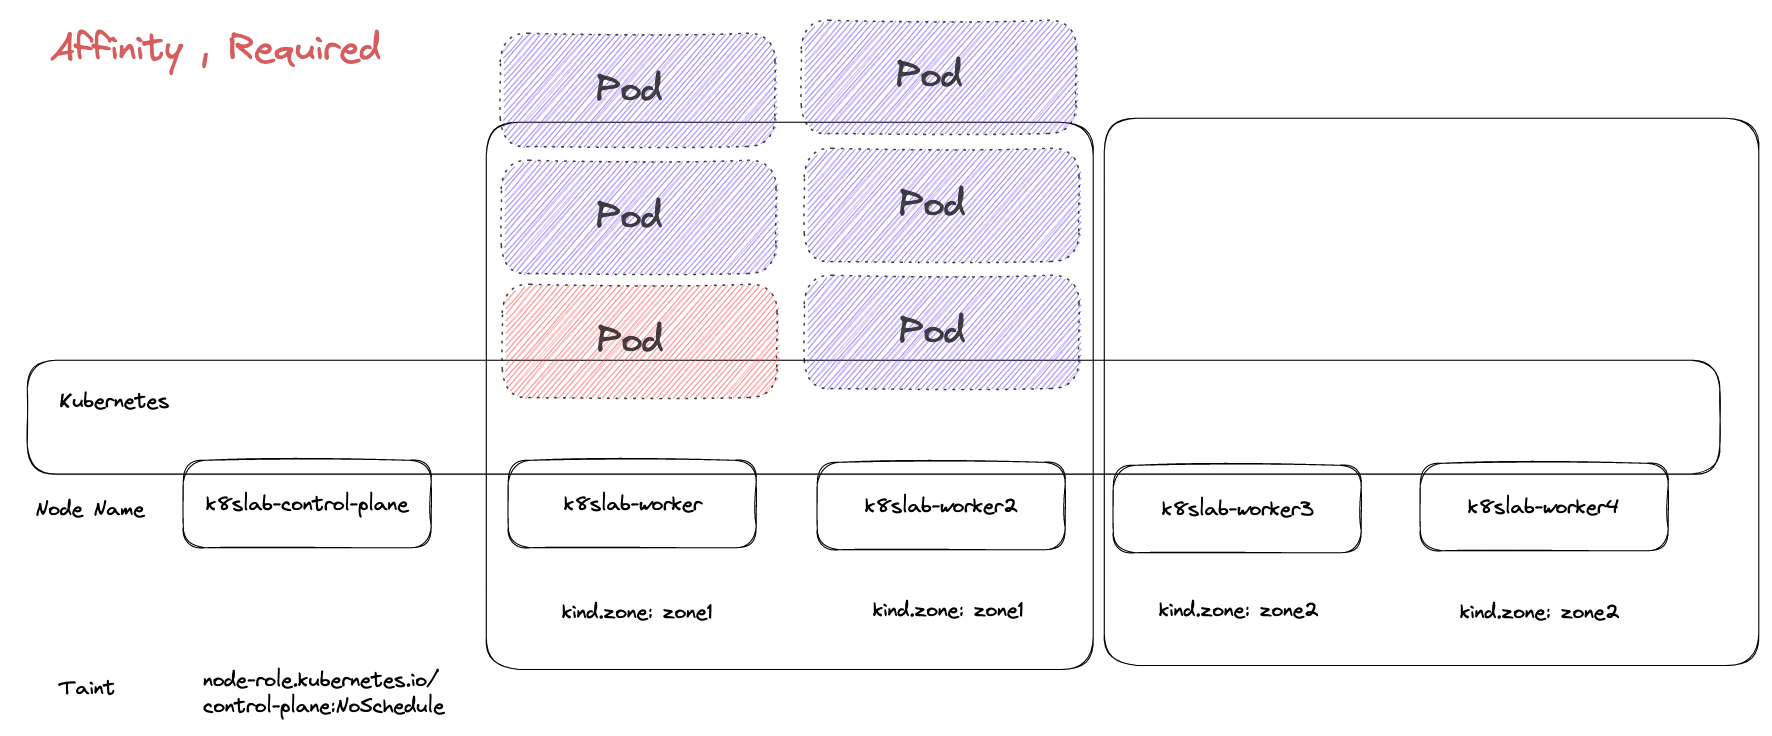 Affinity , Required
Pod
Pod
Pod
Pod
Pod
Pod
Kubernetes
Node Name
k8slab-control-plane
k8slab-worker
k8slab-worker2
k8slab-worker3
k8slab-worker4
kind.zone: zone1
kind.zone: zone1
kind.zone: zone2
kind.zone: zone2
Taint
node-role.kubernetes.io/
control-plane:NoSchedule